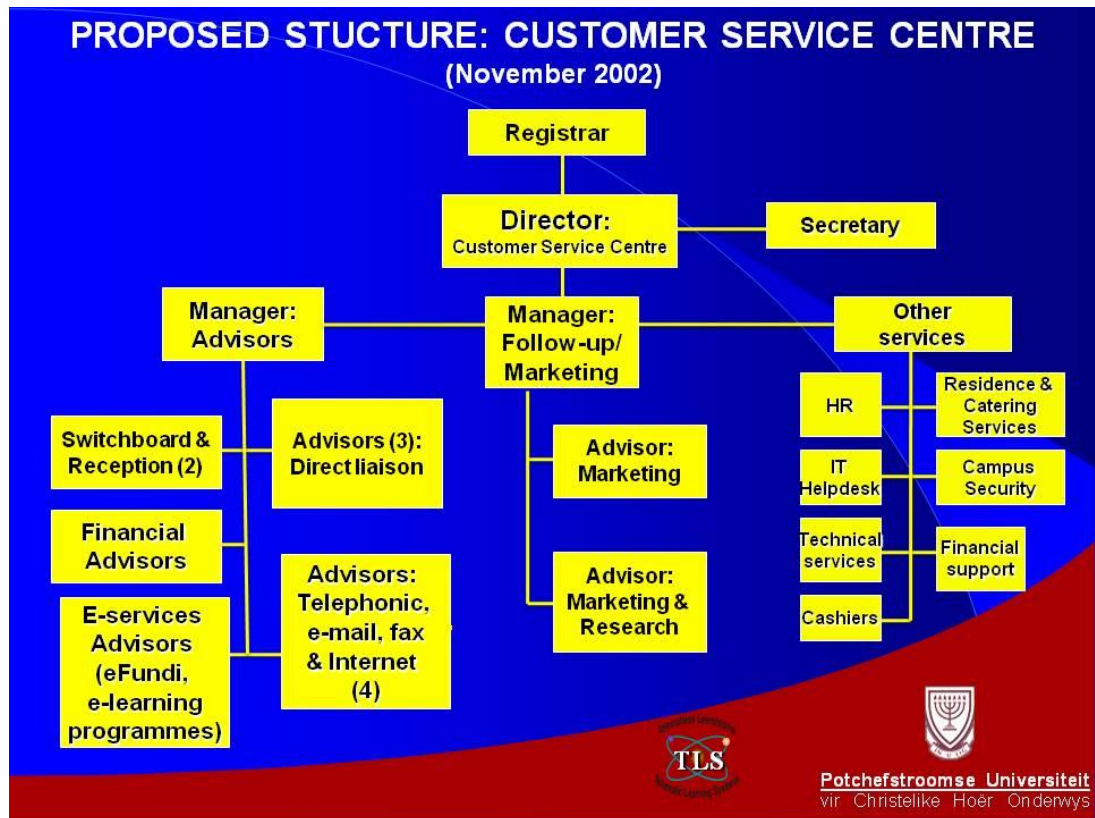 PROPOSED STUCTURE: CUSTOMER SERVICE CENTRE
(November 2002)
Registrar
Director:
Customer Service Centre
Secretary
Manager:
Advisors
Manager:
Follow-up/
Marketing
Other
services
Switchboard &
Reception (2)
Advisors (3):
Direct liaison
Financial
Advisors
E-services
Advisors
(eFundi,
e-learning
programmes)
Advisors:
Telephonic,
e-mail, fax
& Internet
(4)
Advisor:
Marketing
Advisor:
Marketing &
Research
HR
Residence &
Catering
Services
IT
Helpdesk
Campus
Security
Technical
services
Financial
support
Cashiers
TLS
Potchefstroomse Universiteit
vir Christelike Hoër Onderwys